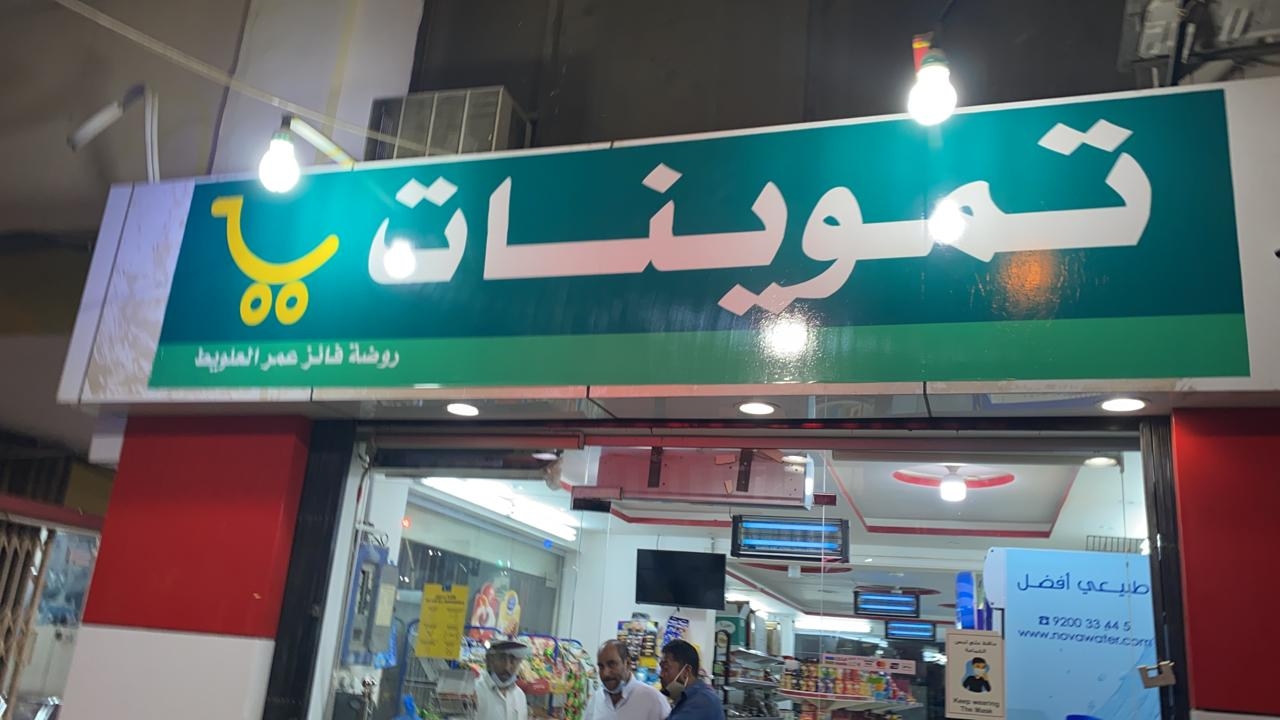 تموينات
روضة فائز عمر العلويط
طبيعي أفضل
☎ 9200 33 44 5
www.novawater.com
Keep wearing
The Mask